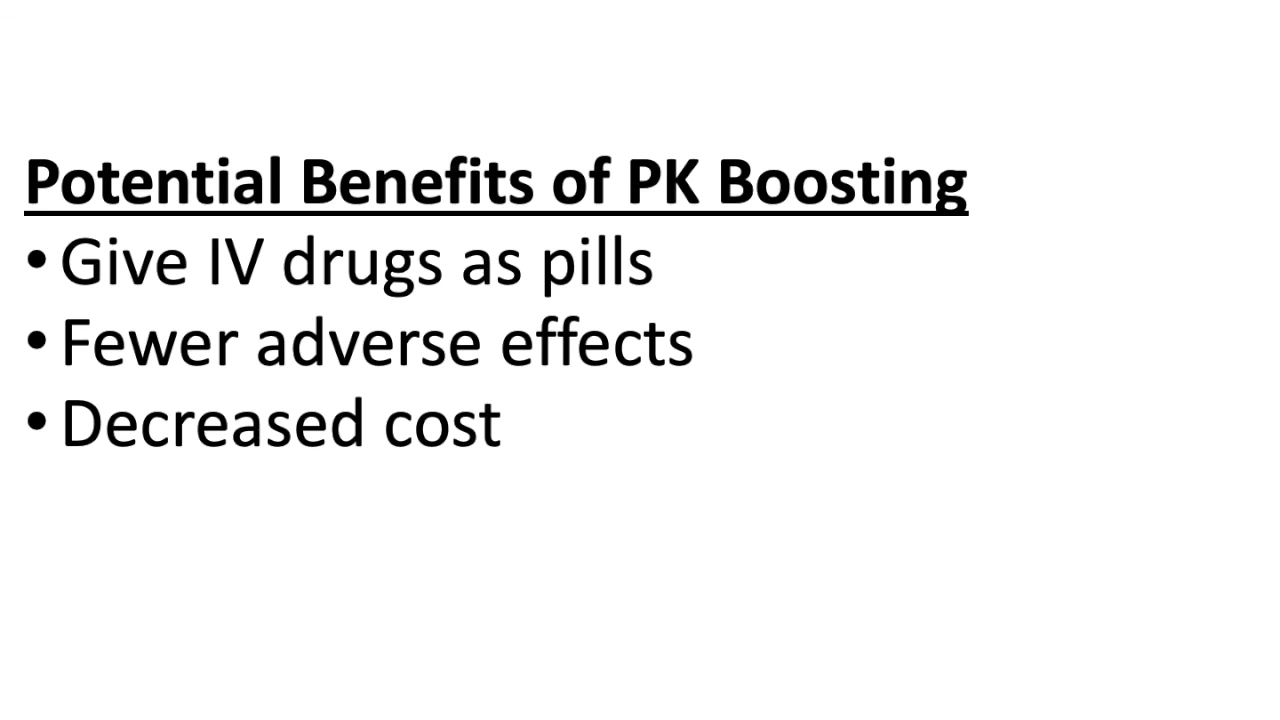 Potential Benefits of PK Boosting
• Give IV drugs as pills
• Fewer adverse effects
• Decreased cost